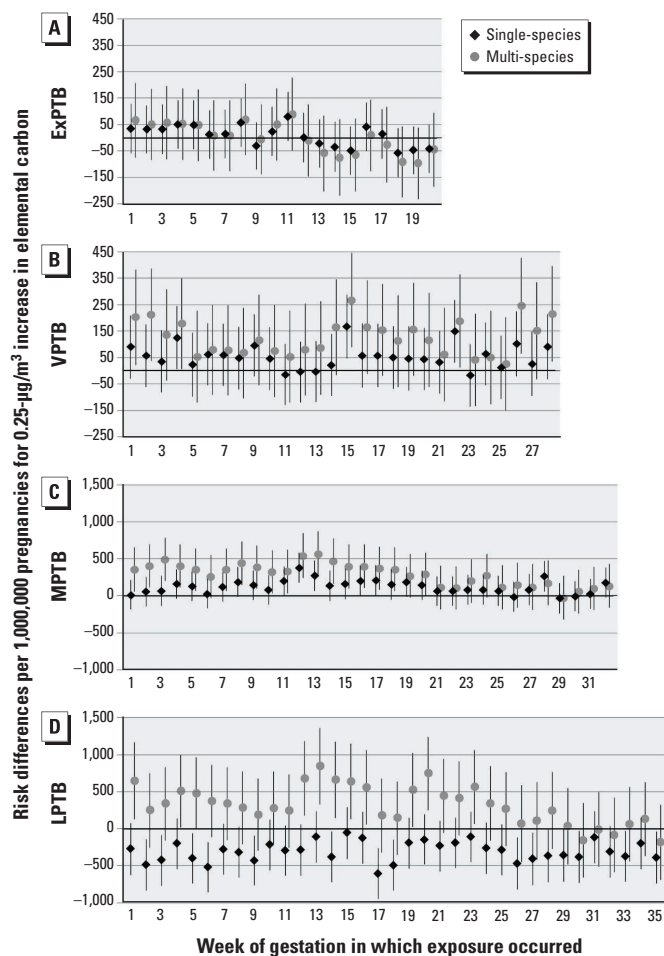 Risk differences per 1,000,000 pregnancies for 0.25-μg/m³ increase in elemental carbon
Single-species
Multi-species
A
ExPTB
450
350
250
150
50
−50
−150
−250
1 3 5 7 9 11 13 15 17 19
B
VPTB
450
350
250
150
50
−50
−150
−250
1 3 5 7 9 11 13 15 17 19 21 23 25 27
C
MPTB
1,500
1,000
500
0
−500
−1,000
1 3 5 7 9 11 13 15 17 19 21 23 25 27 29 31
D
LPTB
1,500
1,000
500
0
−500
−1,000
1 3 5 7 9 11 13 15 17 19 21 23 25 27 29 31 33 35
Week of gestation in which exposure occurred